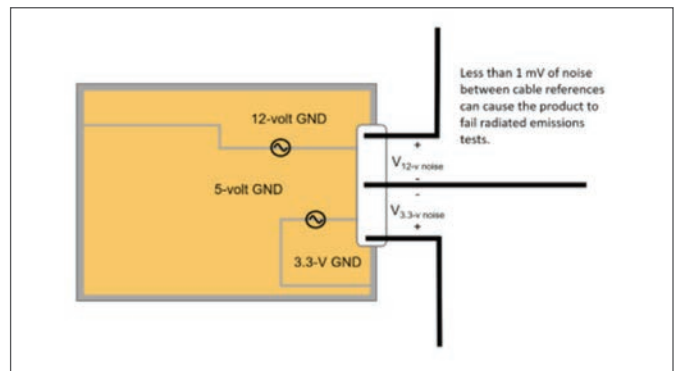 Less than 1 mV of noise
between cable references
can cause the product to
fail radiated emissions
tests.
12-volt GND
+
V12-v noise
-
5-volt GND
-
V3.3-v noise
+
3.3-V GND